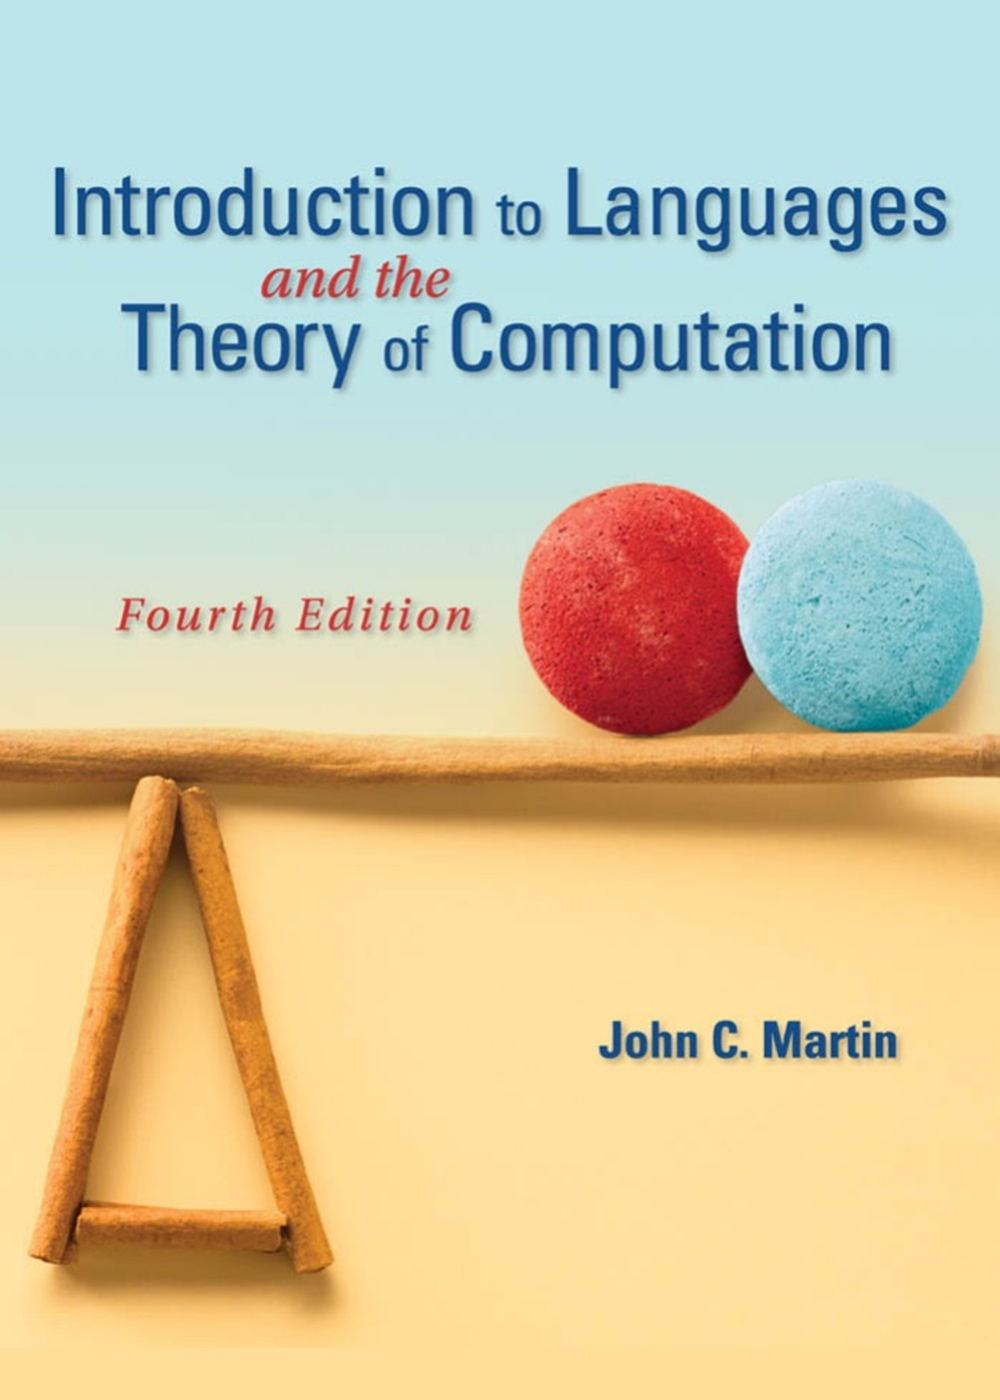 Introduction to Languages
and the
Theory of Computation
Fourth Edition
John C. Martin